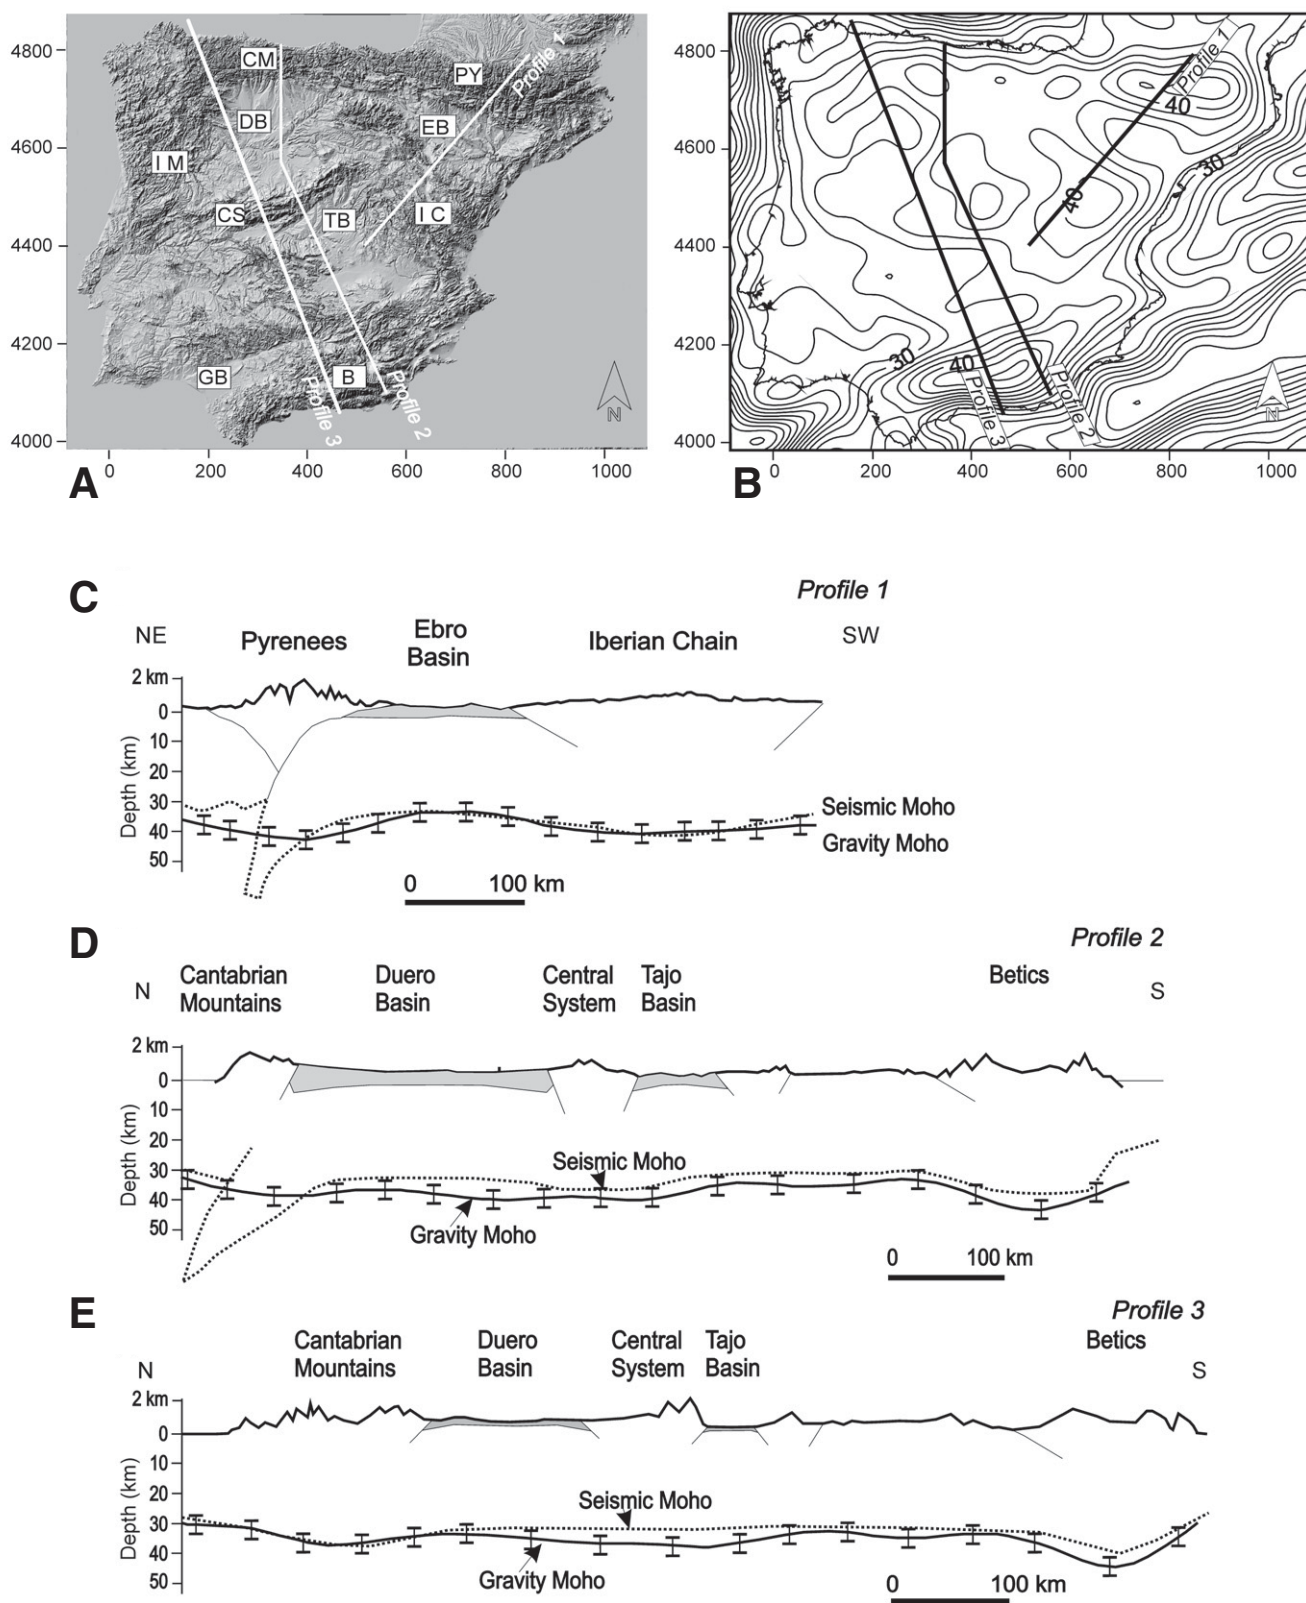 4800
4600
4400
4200
4000
0
200
400
600
800
1000
CM
PY
DB
EB
I M
CS
TB
I C
GB
B
Profile 1
Profile 2
Profile 3
N
A
4800
4600
4400
4200
4000
0
200
400
600
800
1000
Profile 1
40
30
40
30
40
Profile 3
Profile 2
N
B
C
Profile 1
NE
Pyrenees
Ebro
Basin
Iberian Chain
SW
2 km
0
10
20
30
40
50
Depth (km)
Seismic Moho
Gravity Moho
0 100 km
D
Profile 2
N
Cantabrian
Mountains
Duero
Basin
Central
System
Tajo
Basin
Betics
S
2 km
0
10
20
30
40
50
Depth (km)
Seismic Moho
Gravity Moho
0 100 km
E
Profile 3
N
Cantabrian
Mountains
Duero
Basin
Central
System
Tajo
Basin
Betics
S
2 km
0
10
20
30
40
50
Depth (km)
Seismic Moho
Gravity Moho
0 100 km